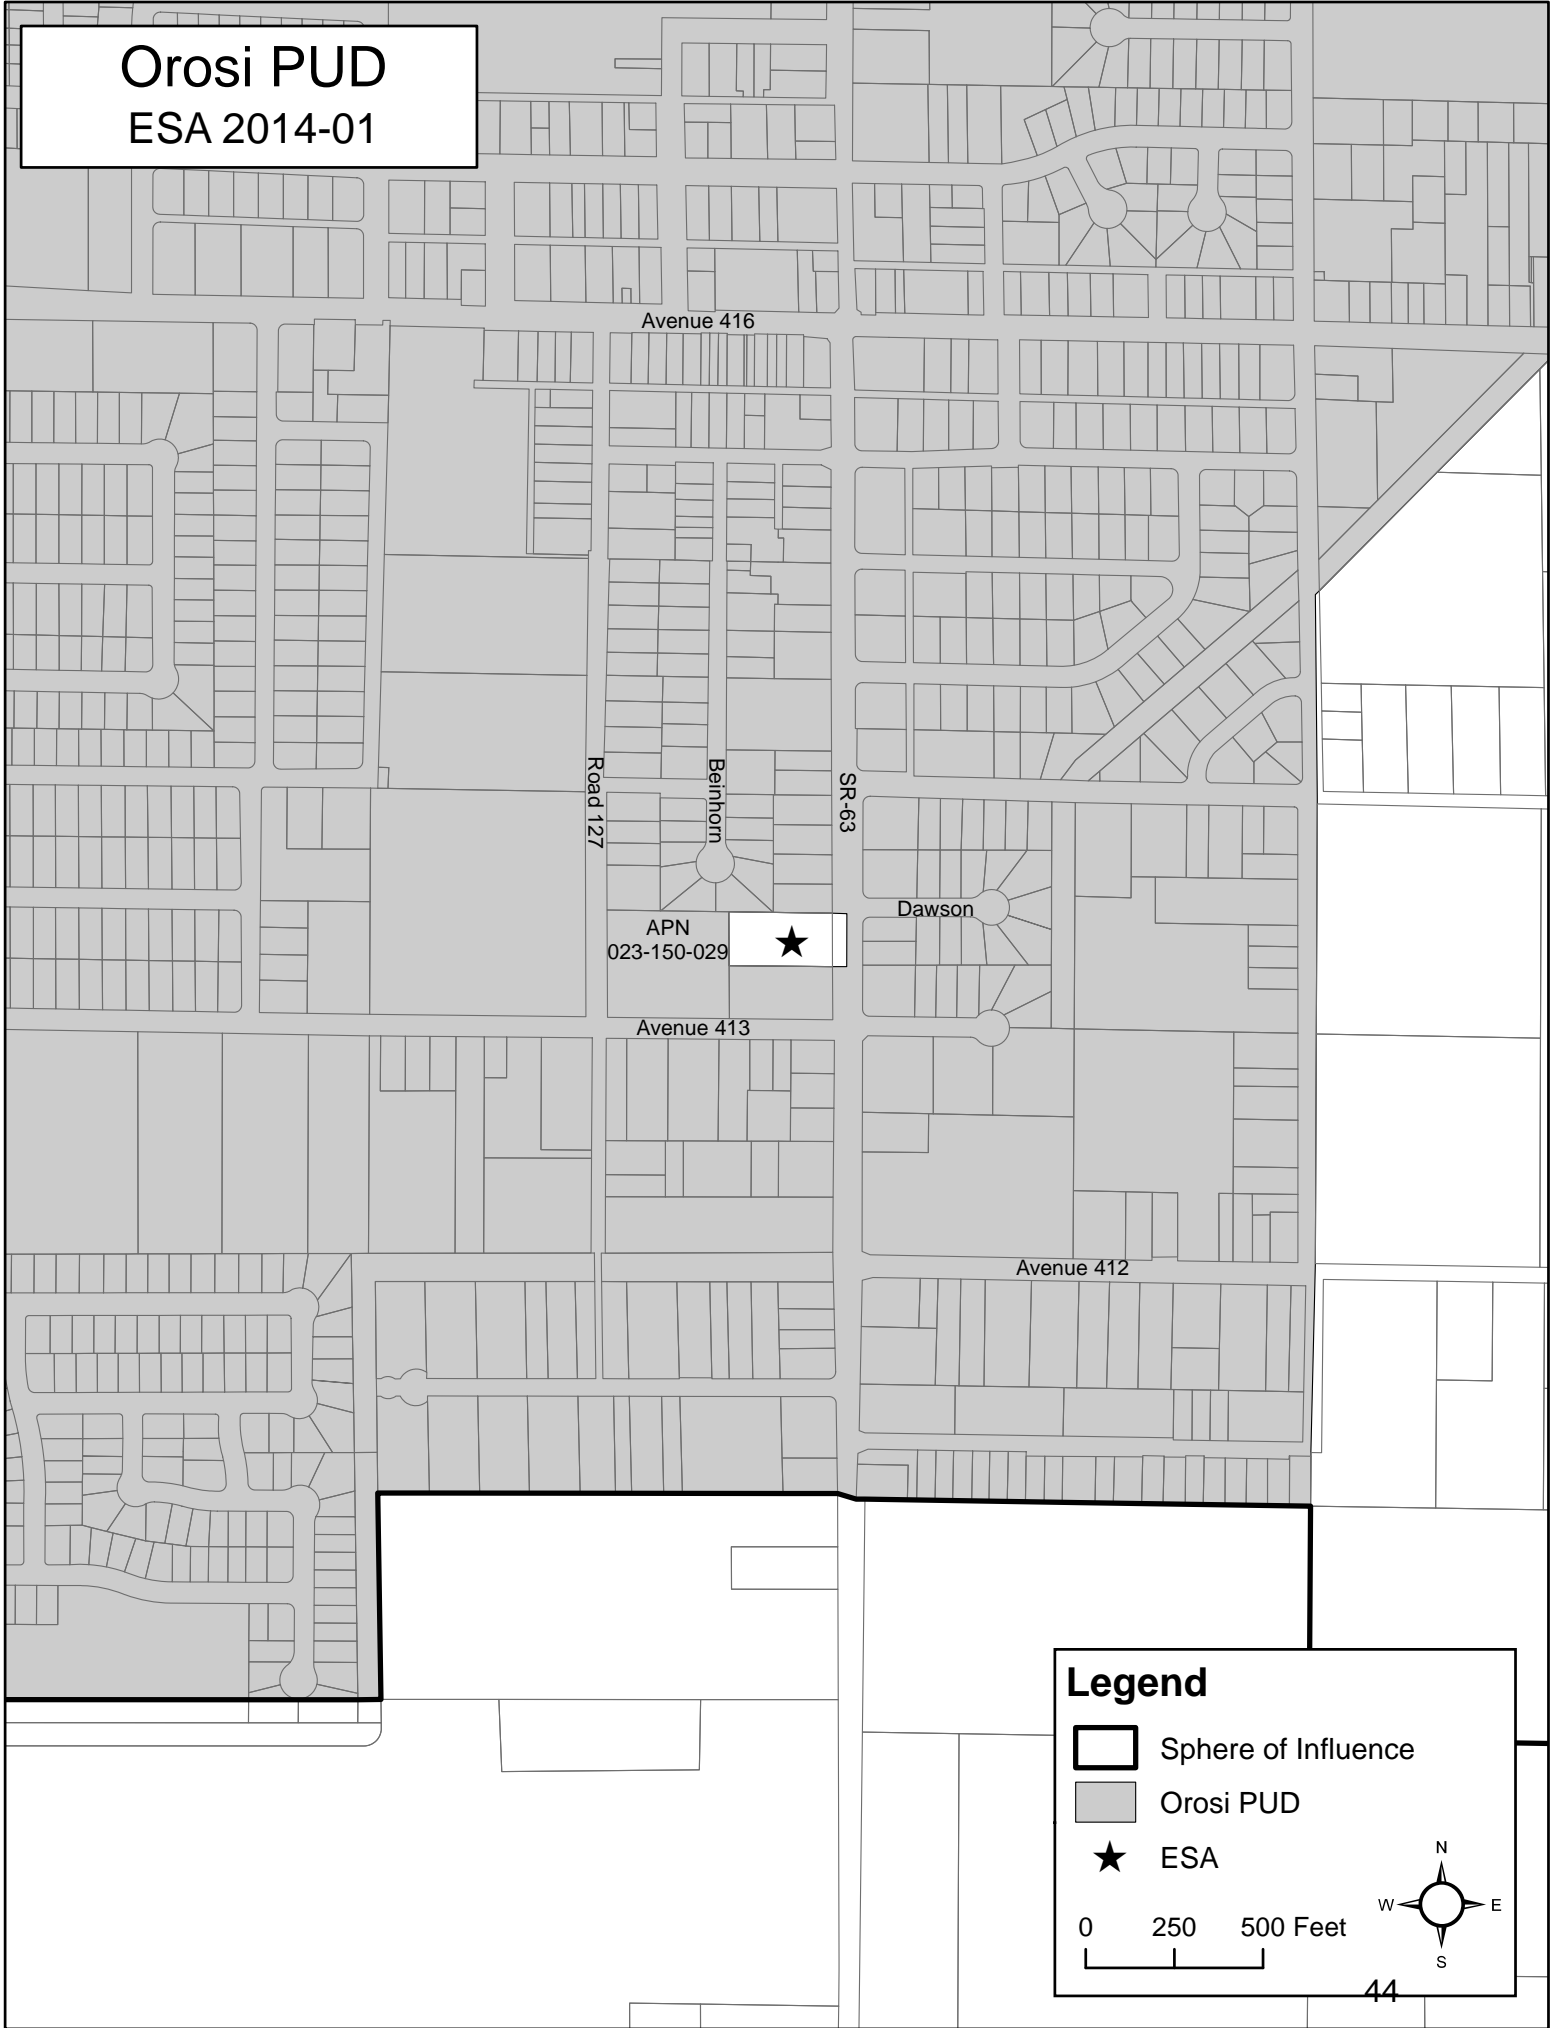 Orosi PUD
ESA 2014-01
Avenue 416
Road 127
Beinhorn
SR-63
Dawson
APN
023-150-029
Avenue 413
Avenue 412
Legend
Sphere of Influence
Orosi PUD
ESA
N
W E
S
0 250 500 Feet
44